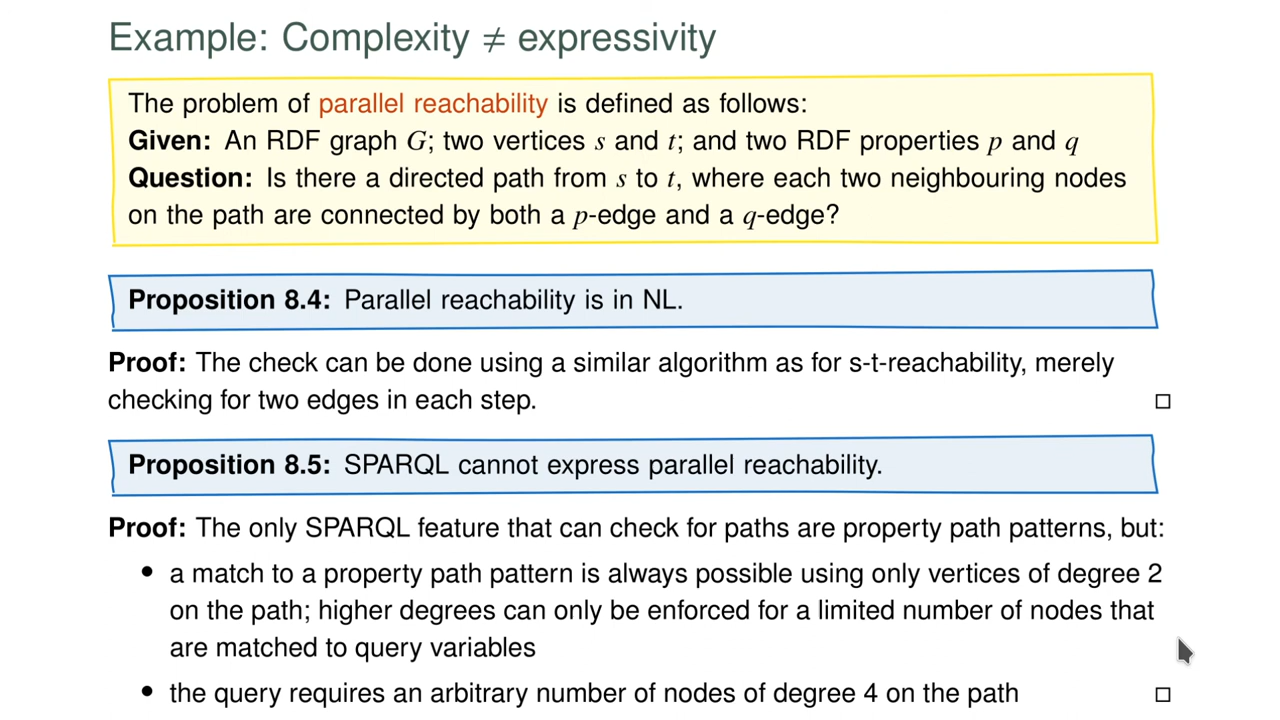 Example: Complexity ≠ expressivity
The problem of parallel reachability is defined as follows:
Given: An RDF graph G; two vertices s and t; and two RDF properties p and q
Question: Is there a directed path from s to t, where each two neighbouring nodes
on the path are connected by both a p-edge and a q-edge?
Proposition 8.4: Parallel reachability is in NL.
Proof: The check can be done using a similar algorithm as for s-t-reachability, merely
checking for two edges in each step. □
Proposition 8.5: SPARQL cannot express parallel reachability.
Proof: The only SPARQL feature that can check for paths are property path patterns, but:
• a match to a property path pattern is always possible using only vertices of degree 2
on the path; higher degrees can only be enforced for a limited number of nodes that
are matched to query variables
• the query requires an arbitrary number of nodes of degree 4 on the path □